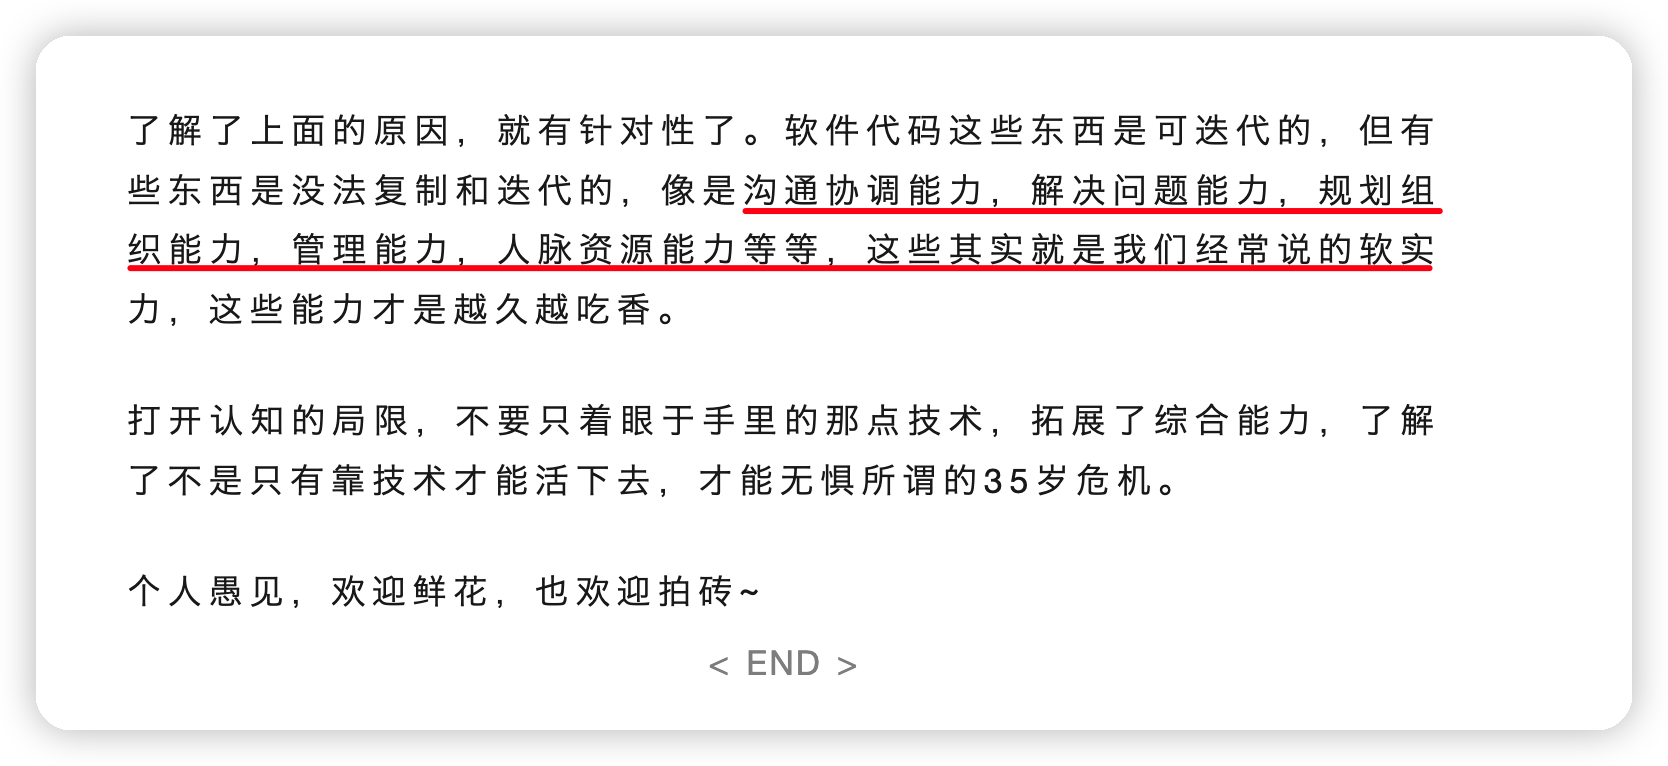 了解了上面的原因，就有针对性了。软件代码这些东西是可迭代的，但有
些东西是没法复制和迭代的，像是沟通协调能力，解决问题能力，规划组
织能力，管理能力，人脉资源能力等等，这些其实就是我们经常说的软实
力，这些能力才是越久越吃香。
打开认知的局限，不要只着眼于手里的那点技术，拓展了综合能力，了解
了不是只有靠技术才能活下去，才能无惧所谓的35岁危机。
个人愚见，欢迎鲜花，也欢迎拍砖~
< END >